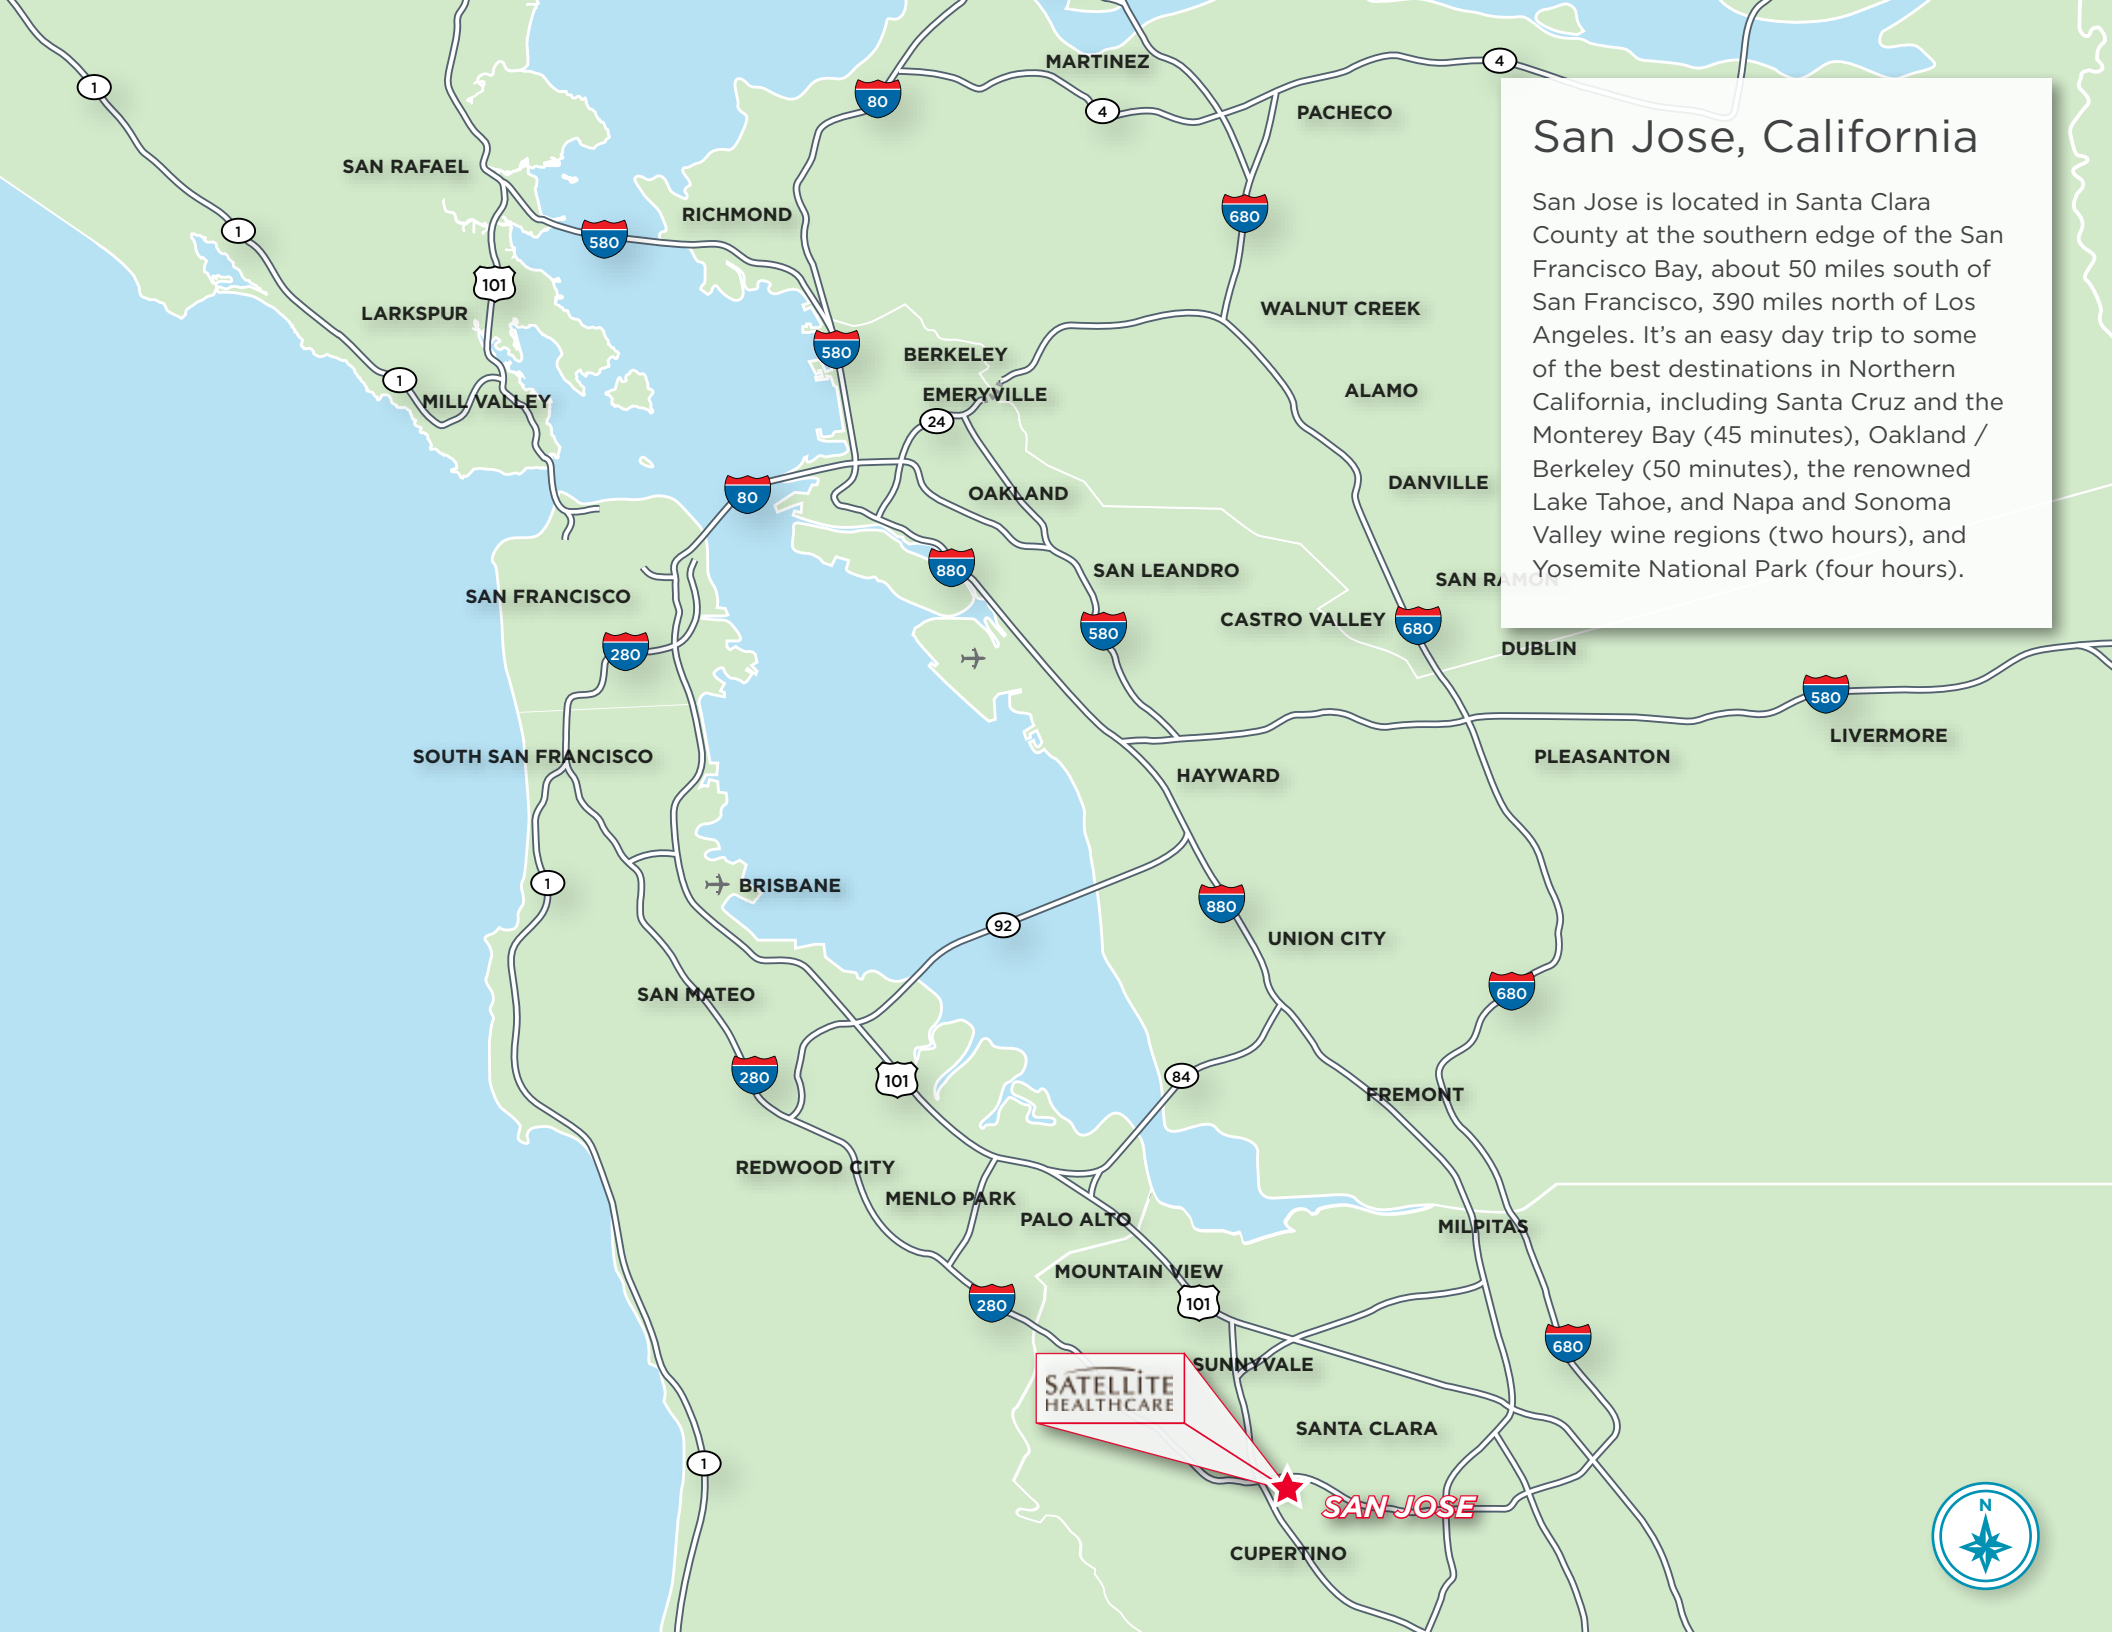 MARTINEZ
4
1
80
4
PACHECO
San Jose, California
SAN RAFAEL
San Jose is located in Santa Clara
County at the southern edge of the San
Francisco Bay, about 50 miles south of
San Francisco, 390 miles north of Los
Angeles. It’s an easy day trip to some
of the best destinations in Northern
California, including Santa Cruz and the
Monterey Bay (45 minutes), Oakland /
Berkeley (50 minutes), the renowned
Lake Tahoe, and Napa and Sonoma
Valley wine regions (two hours), and
Yosemite National Park (four hours).
RICHMOND
680
1
580
101
WALNUT CREEK
LARKSPUR
580
BERKELEY
1
MILL VALLEY
EMERYVILLE
ALAMO
24
DANVILLE
80
OAKLAND
880
SAN LEANDRO
SAN RAMON
SAN FRANCISCO
CASTRO VALLEY
680
580
280
DUBLIN
580
LIVERMORE
SOUTH SAN FRANCISCO
PLEASANTON
HAYWARD
1
BRISBANE
880
92
UNION CITY
SAN MATEO
680
280
101
84
FREMONT
REDWOOD CITY
MENLO PARK
PALO ALTO
MILPITAS
MOUNTAIN VIEW
280
101
680
SUNNYVALE
SATELLITE
HEALTHCARE
SANTA CLARA
1
SAN JOSE
N
CUPERTINO